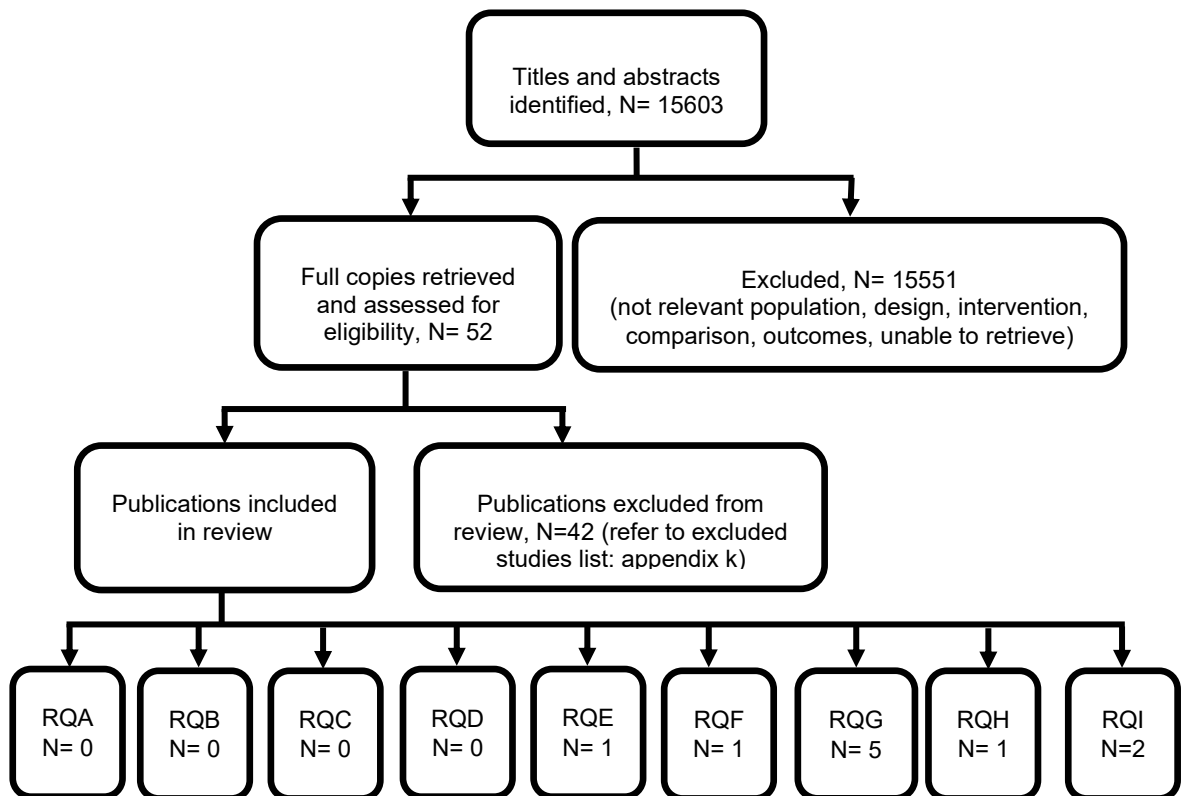 Titles and abstracts
identified, N= 15603
Full copies retrieved
and assessed for
eligibility, N= 52
Excluded, N= 15551
(not relevant population, design, intervention,
comparison, outcomes, unable to retrieve)
Publications included
in review
Publications excluded from
review, N=42 (refer to excluded
studies list: appendix k)
RQA
N= 0
RQB
N= 0
RQC
N= 0
RQD
N= 0
RQE
N= 1
RQF
N= 1
RQG
N= 5
RQH
N= 1
RQI
N=2